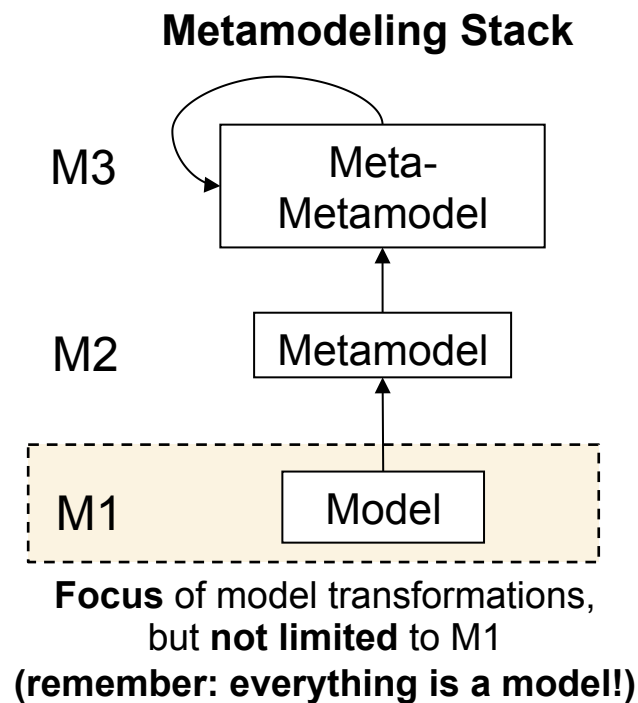 Metamodeling Stack
M3
Meta-
Metamodel
M2
Metamodel
M1
Model
Focus of model transformations,
but not limited to M1
(remember: everything is a model!)